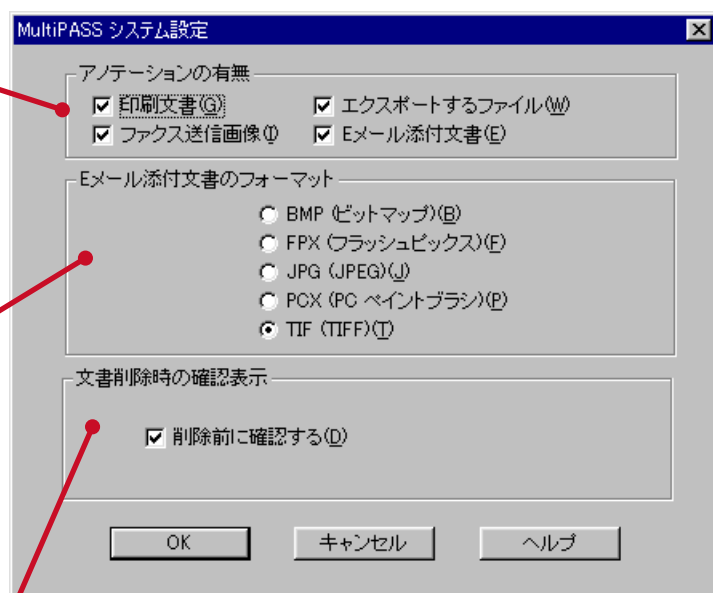 MultiPASS システム設定
アノテーションの有無
印刷文書(G) エクスポートするファイル(W)
ファクス送信画像(I) Eメール添付文書(E)
Eメール添付文書のフォーマット
BMP (ビットマップ)(B)
FPX (フラッシュピックス)(F)
JPG (JPEG)(J)
PCX (PC ペイントブラシ)(P)
TIF (TIFF)(T)
文書削除時の確認表示
削除前に確認する(D)
OK キャンセル ヘルプ